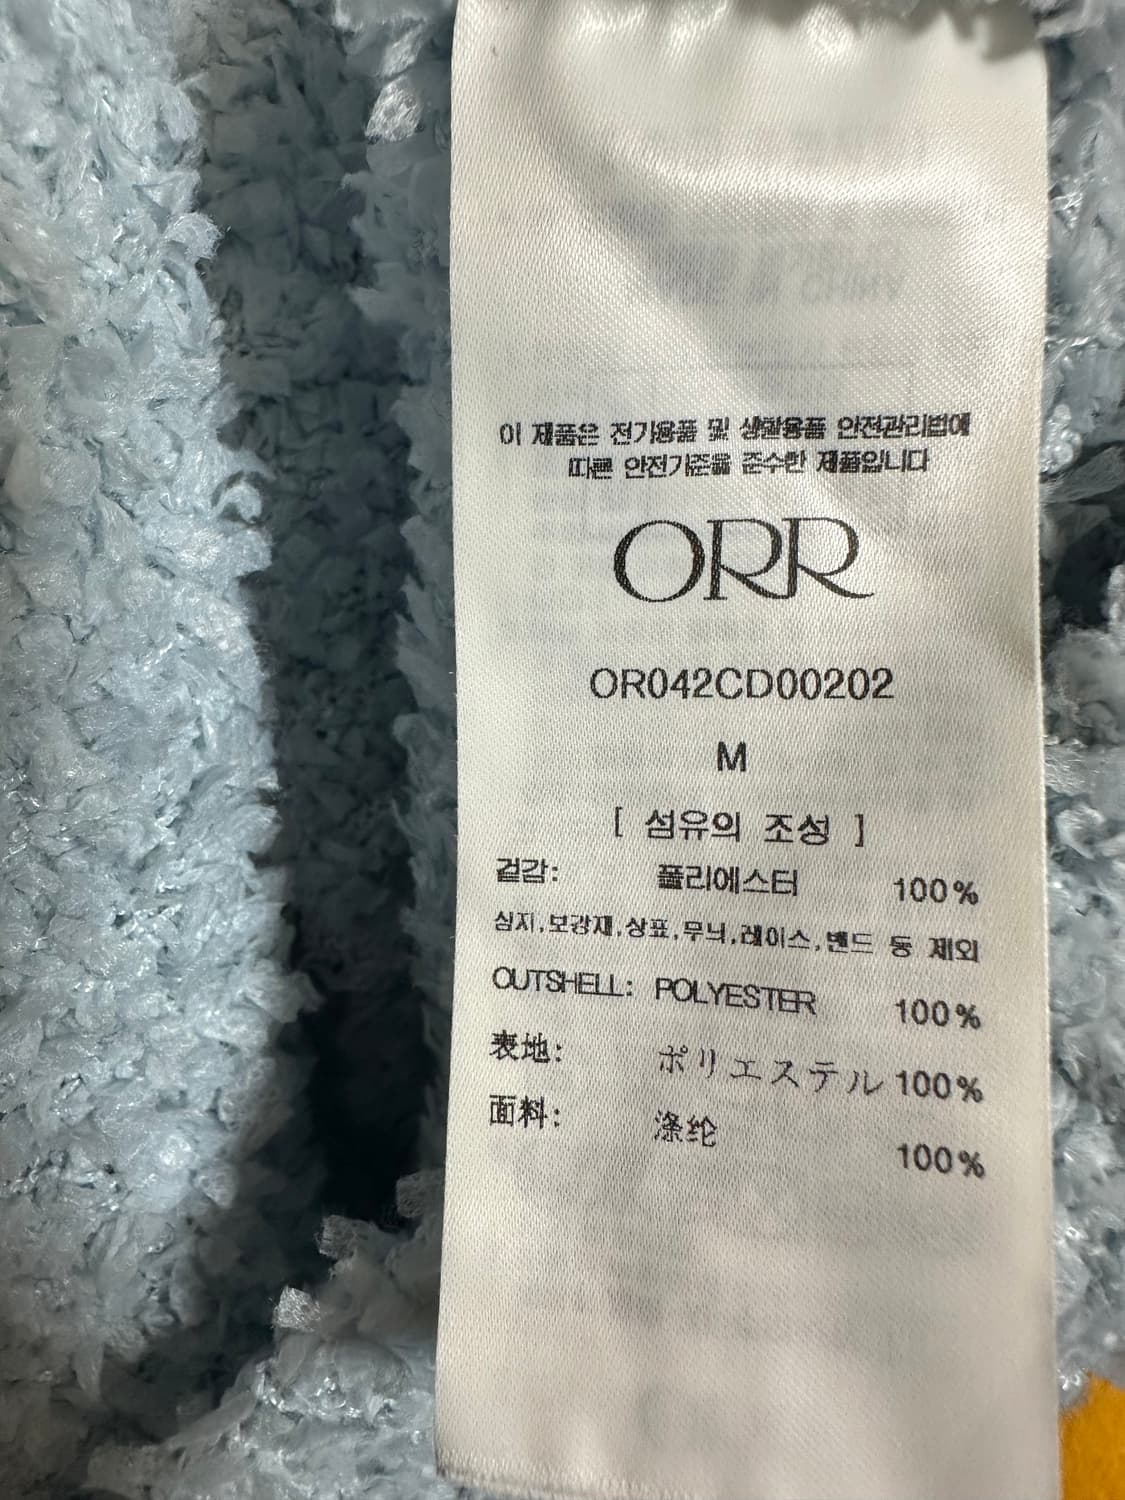 이 제품은 전기용품 및 생활용품 안전관리법에
따른 안전기준을 준수한 제품입니다
ORR
OR042CD00202
M
[ 섬유의 조성 ]
겉감: 폴리에스터 100%
심지,보강재,상표,무늬,레이스,밴드 등 제외
OUTSHELL: POLYESTER 100%
表地: ポリエステル 100%
面料: 涤纶 100%